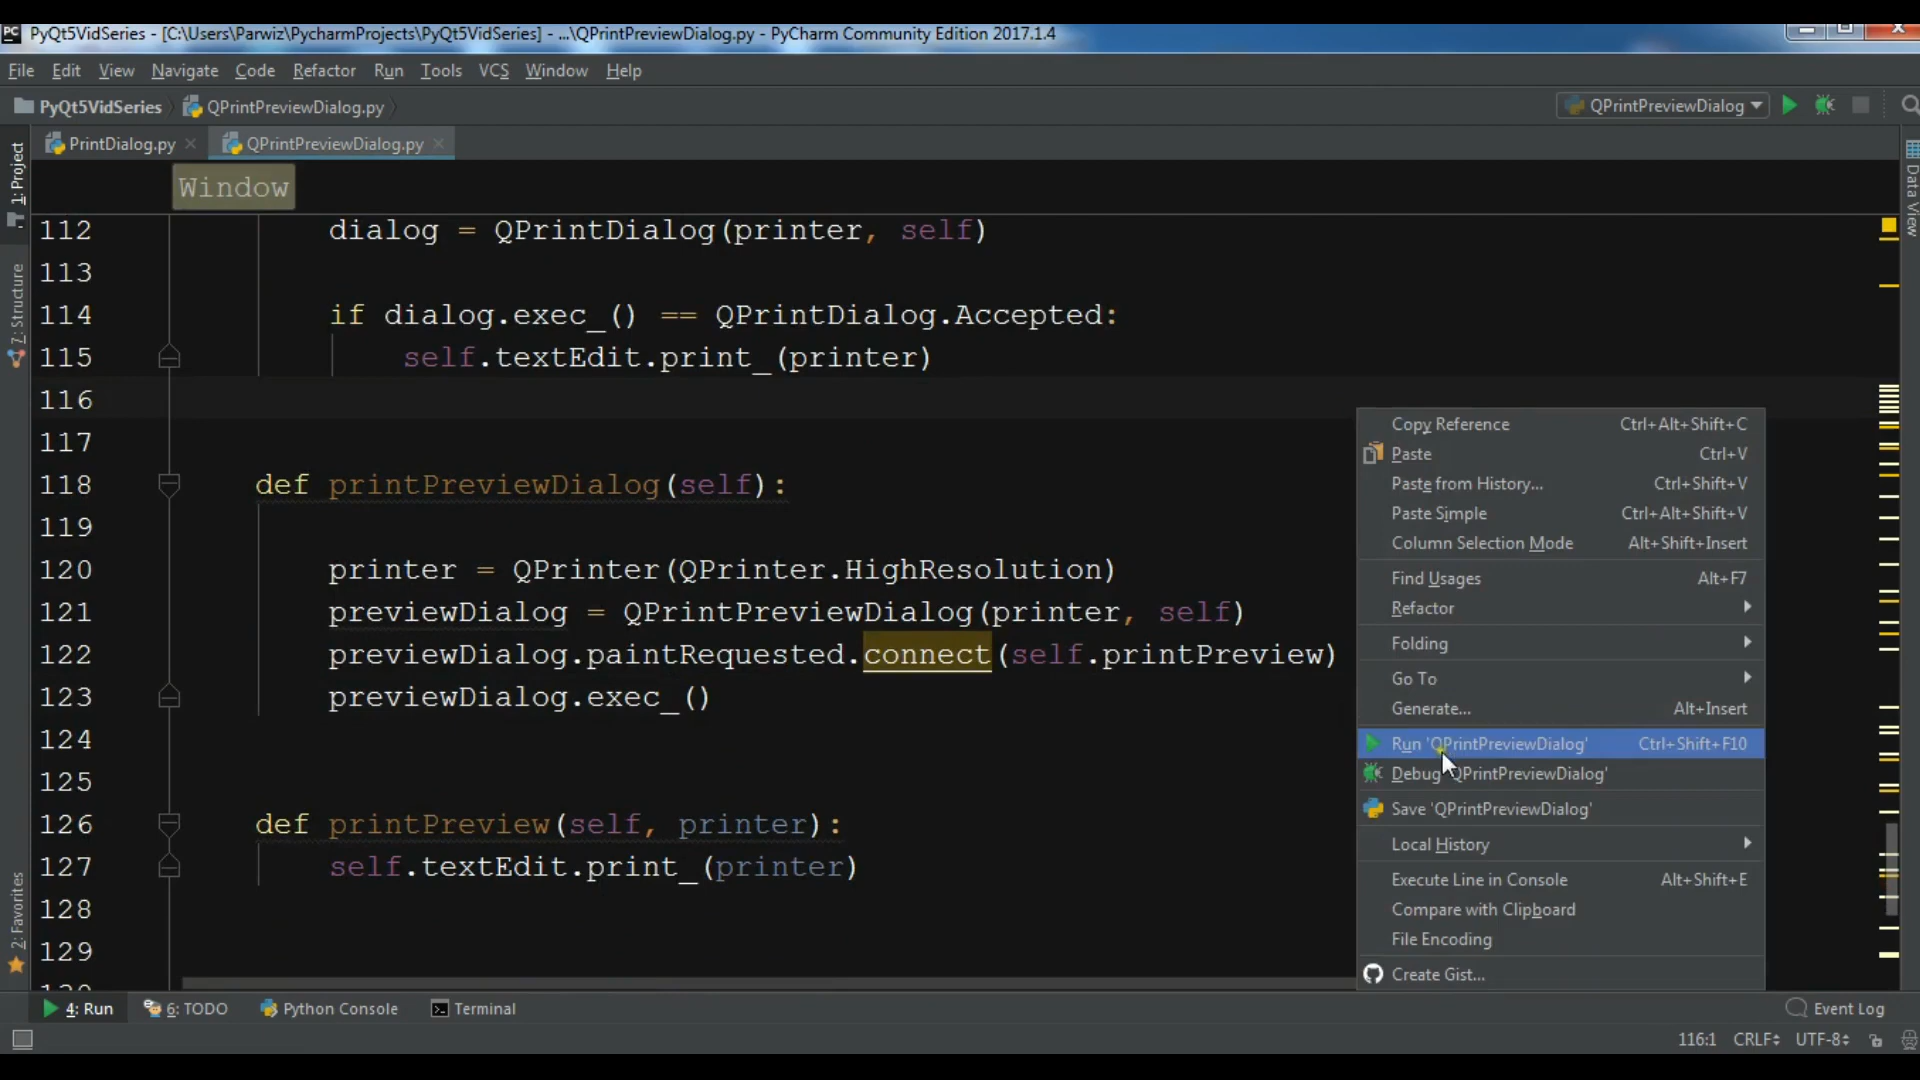 PC PyQt5VidSeries - [C:\Users\Parwiz\PycharmProjects\PyQt5VidSeries] - ...\QPrintPreviewDialog.py - PyCharm Community Edition 2017.1.4
File Edit View Navigate Code Refactor Run Tools VCS Window Help
PyQt5VidSeries QPrintPreviewDialog.py QPrintPreviewDialog
PrintDialog.py QPrintPreviewDialog.py
1: Project
7: Structure
2: Favorites
Data View
Window
112 dialog = QPrintDialog(printer, self)
113
114 if dialog.exec_() == QPrintDialog.Accepted:
115 self.textEdit.print_(printer)
116
117
118 def printPreviewDialog(self):
119
120 printer = QPrinter(QPrinter.HighResolution)
121 previewDialog = QPrintPreviewDialog(printer, self)
122 previewDialog.paintRequested.connect(self.printPreview)
123 previewDialog.exec_()
124
125
126 def printPreview(self, printer):
127 self.textEdit.print_(printer)
128
129
Copy Reference Ctrl+Alt+Shift+C
Paste Ctrl+V
Paste from History... Ctrl+Shift+V
Paste Simple Ctrl+Alt+Shift+V
Column Selection Mode Alt+Shift+Insert
Find Usages Alt+F7
Refactor
Folding
Go To
Generate... Alt+Insert
Run 'QPrintPreviewDialog' Ctrl+Shift+F10
Debug 'QPrintPreviewDialog'
Save 'QPrintPreviewDialog'
Local History
Execute Line in Console Alt+Shift+E
Compare with Clipboard
File Encoding
Create Gist...
4: Run 6: TODO Python Console Terminal Event Log
116:1 CRLF UTF-8